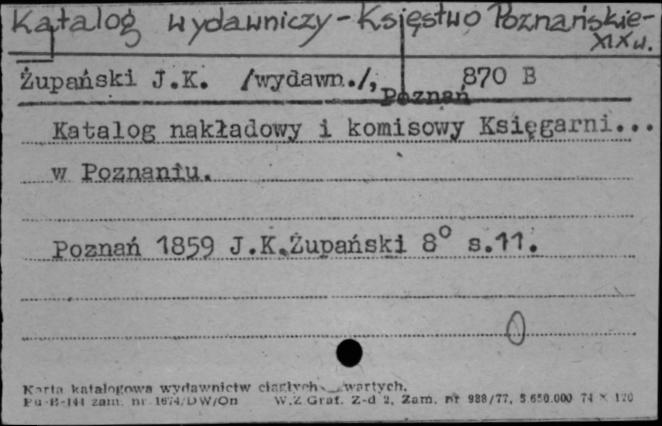 Katalog wydawniczy - Księstwo Poznańskie -
XIX w.
Żupański J.K. /wydawn./, 870 B
Poznań
Katalog nakładowy i komisowy Księgarni...
w Poznaniu.
Poznań 1859 J.K.Żupański 8° s.11.
Karta katalogowa wydawnictw ciągłych wartych.
Pu-B-144 zam. nr 1674/DW/On W.Z.Graf. Z-d 2, Zam. nr 988/77, 5.650.000 74 × 120